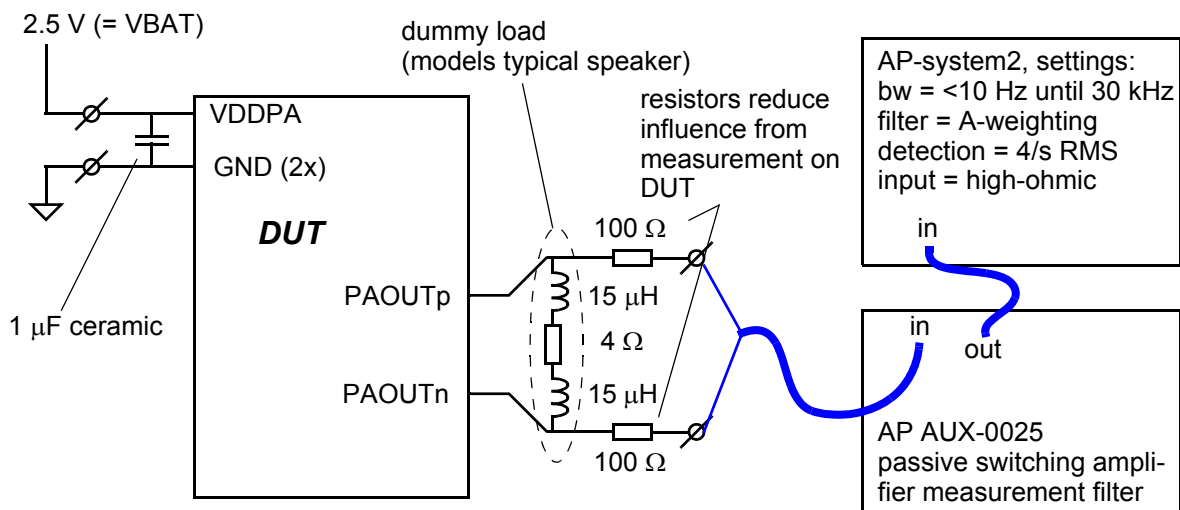 2.5 V (= VBAT)
dummy load
(models typical speaker)
resistors reduce
influence from
measurement on
DUT
AP-system2, settings:
bw = <10 Hz until 30 kHz
filter = A-weighting
detection = 4/s RMS
input = high-ohmic
in
VDDPA
GND (2x)
DUT
100 Ω
PAOUTp
15 μH
4 Ω
PAOUTn
15 μH
100 Ω
1 μF ceramic
in
out
AP AUX-0025
passive switching ampli-
fier measurement filter